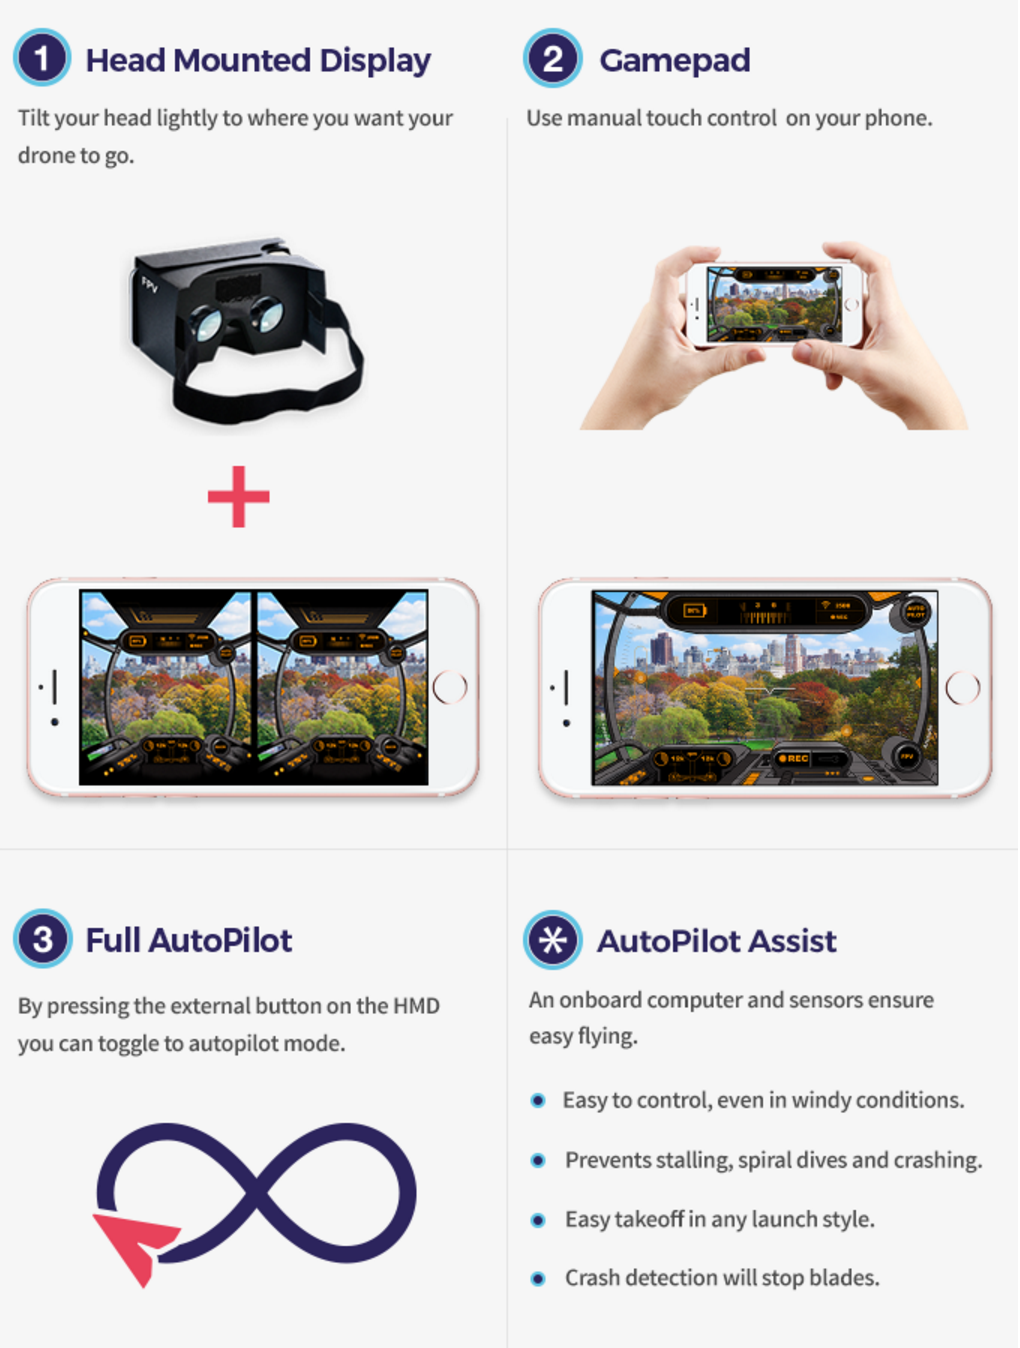 1 Head Mounted Display
Tilt your head lightly to where you want your
drone to go.
FPV
2 Gamepad
Use manual touch control on your phone.
AUTO
PILOT
REC
REC
FPV
3 Full AutoPilot
By pressing the external button on the HMD
you can toggle to autopilot mode.
* AutoPilot Assist
An onboard computer and sensors ensure
easy flying.
Easy to control, even in windy conditions.
Prevents stalling, spiral dives and crashing.
Easy takeoff in any launch style.
Crash detection will stop blades.